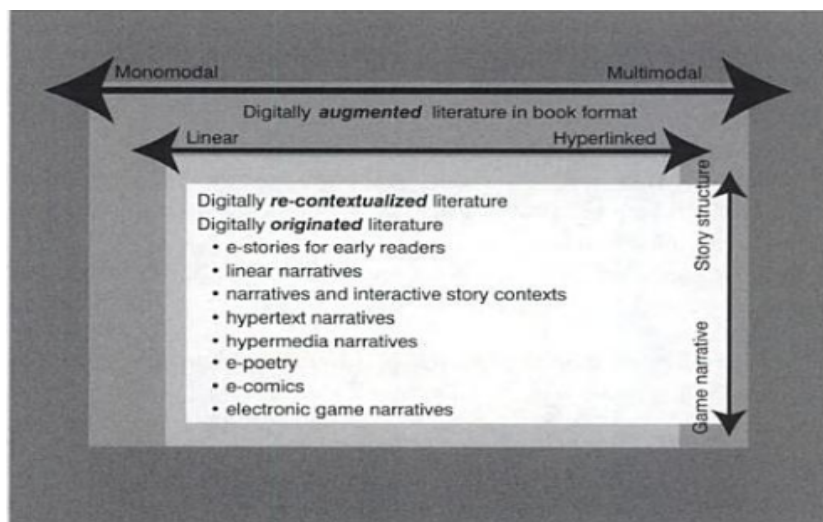 Monomodal Multimodal
Digitally augmented literature in book format
Linear Hyperlinked
Digitally re-contextualized literature
Digitally originated literature
• e-stories for early readers
• linear narratives
• narratives and interactive story contexts
• hypertext narratives
• hypermedia narratives
• e-poetry
• e-comics
• electronic game narratives
Story structure
Game narrative